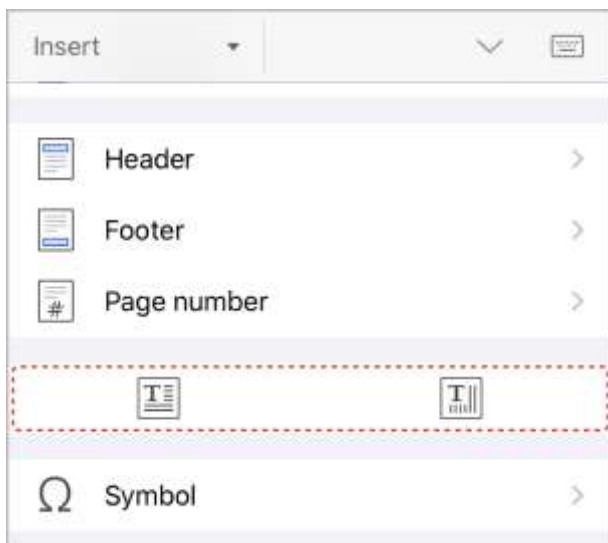 Insert
Header
Footer
#
Page number
T
T
Ω
Symbol